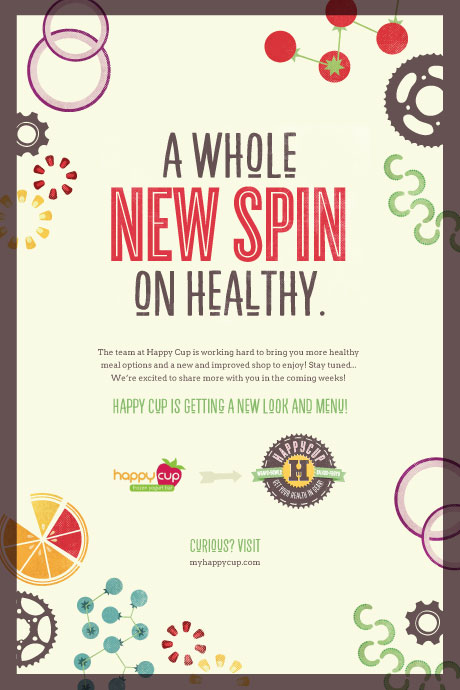 A WHOLE
NEW SPIN
ON HEALTHY.
The team at Happy Cup is working hard to bring you more healthy
meal options and a new and improved shop to enjoy! Stay tuned...
We're excited to share more with you in the coming weeks!
HAPPY CUP IS GETTING A NEW LOOK AND MENU!
happy cup
frozen yogurt bar
HAPPYCUP
H
GET YOUR HEALTH IN GEAR
CURIOUS? VISIT
myhappycup.com